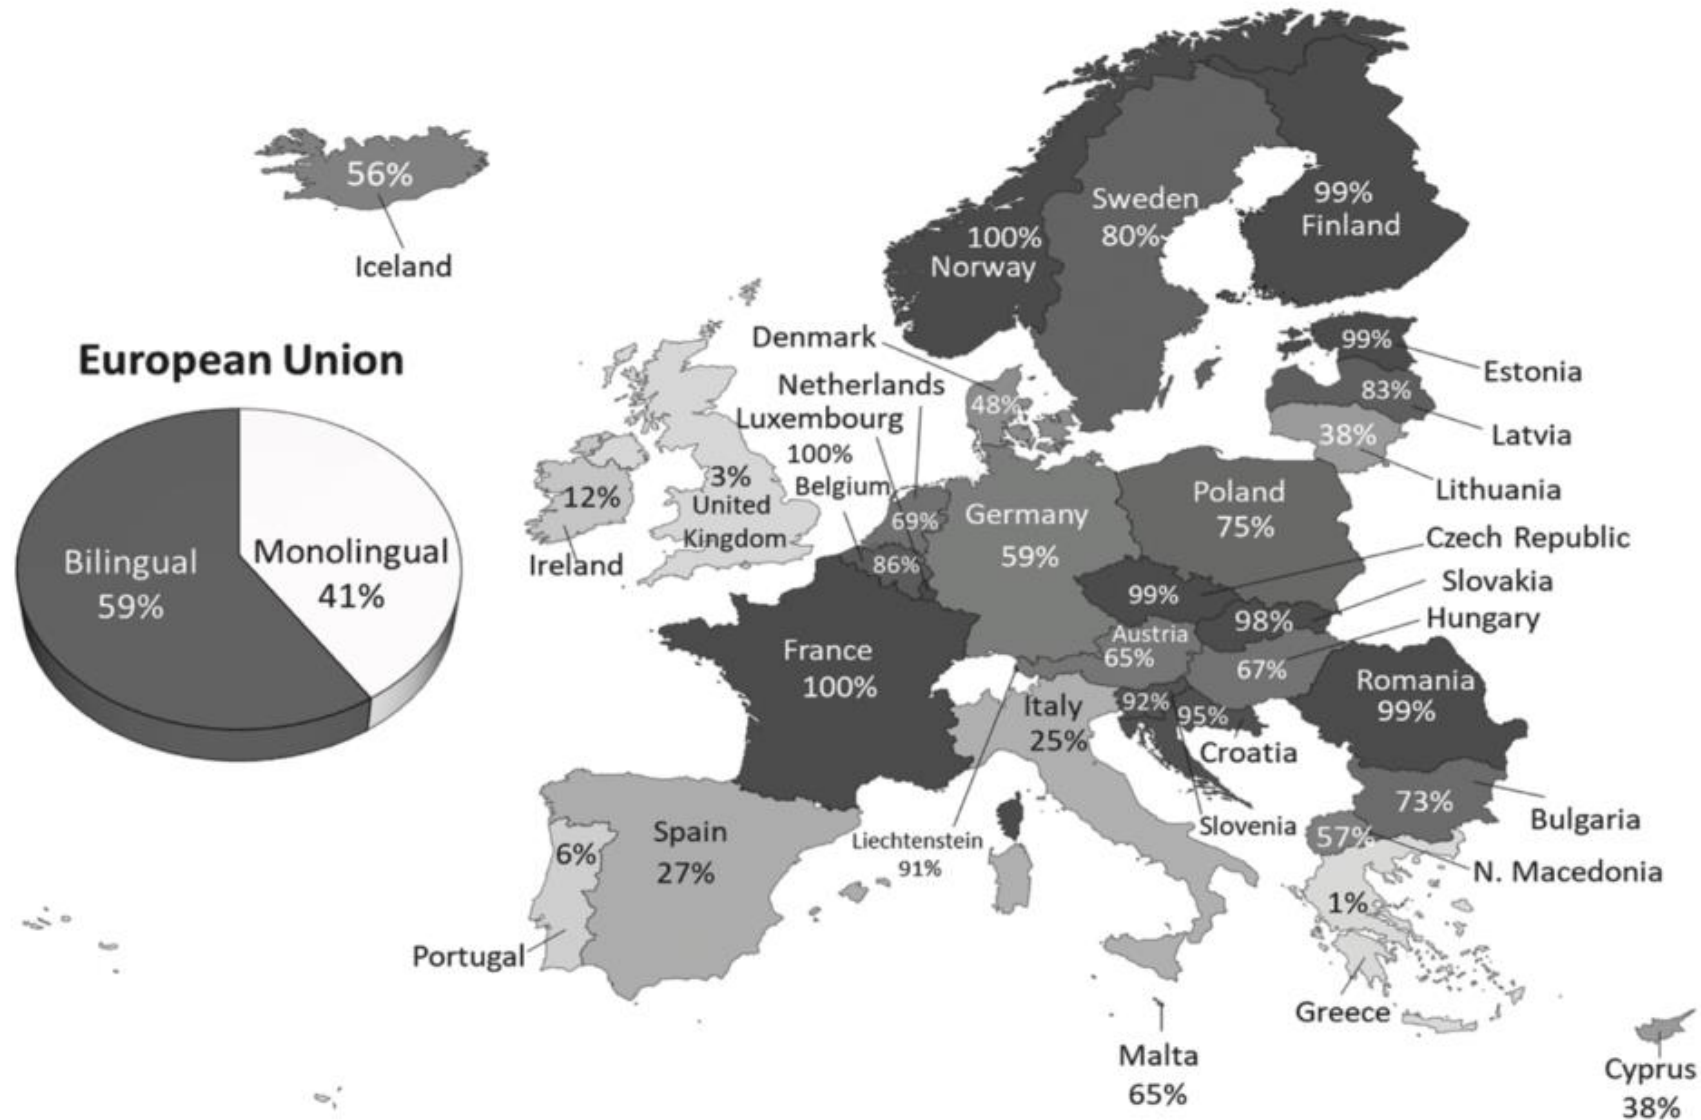 56%
Iceland
European Union
Bilingual
59%
Monolingual
41%
Sweden
80%
99%
Finland
100%
Norway
Denmark
48%
Netherlands
Luxembourg
100%
Belgium
69%
86%
99%
Estonia
83%
Latvia
38%
Lithuania
3%
United
Kingdom
12%
Ireland
Germany
59%
Poland
75%
Czech Republic
99%
Slovakia
98%
Hungary
67%
Austria
65%
France
100%
Romania
99%
Italy
25%
92%
95%
Croatia
Slovenia
Liechtenstein
91%
73%
Bulgaria
57%
N. Macedonia
Spain
27%
6%
Portugal
1%
Greece
Malta
65%
Cyprus
38%